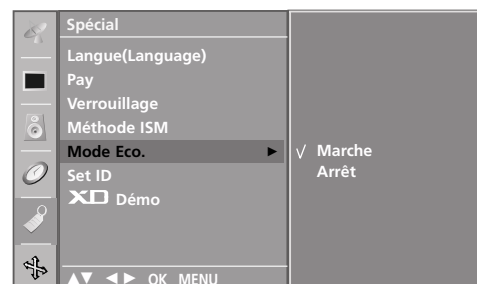 Spécial
Langue(Language)
Pay
Verrouillage
Méthode ISM
Mode Eco. ► √ Marche
Arrêt
Set ID
XD Démo
▲▼ ◄► OK MENU